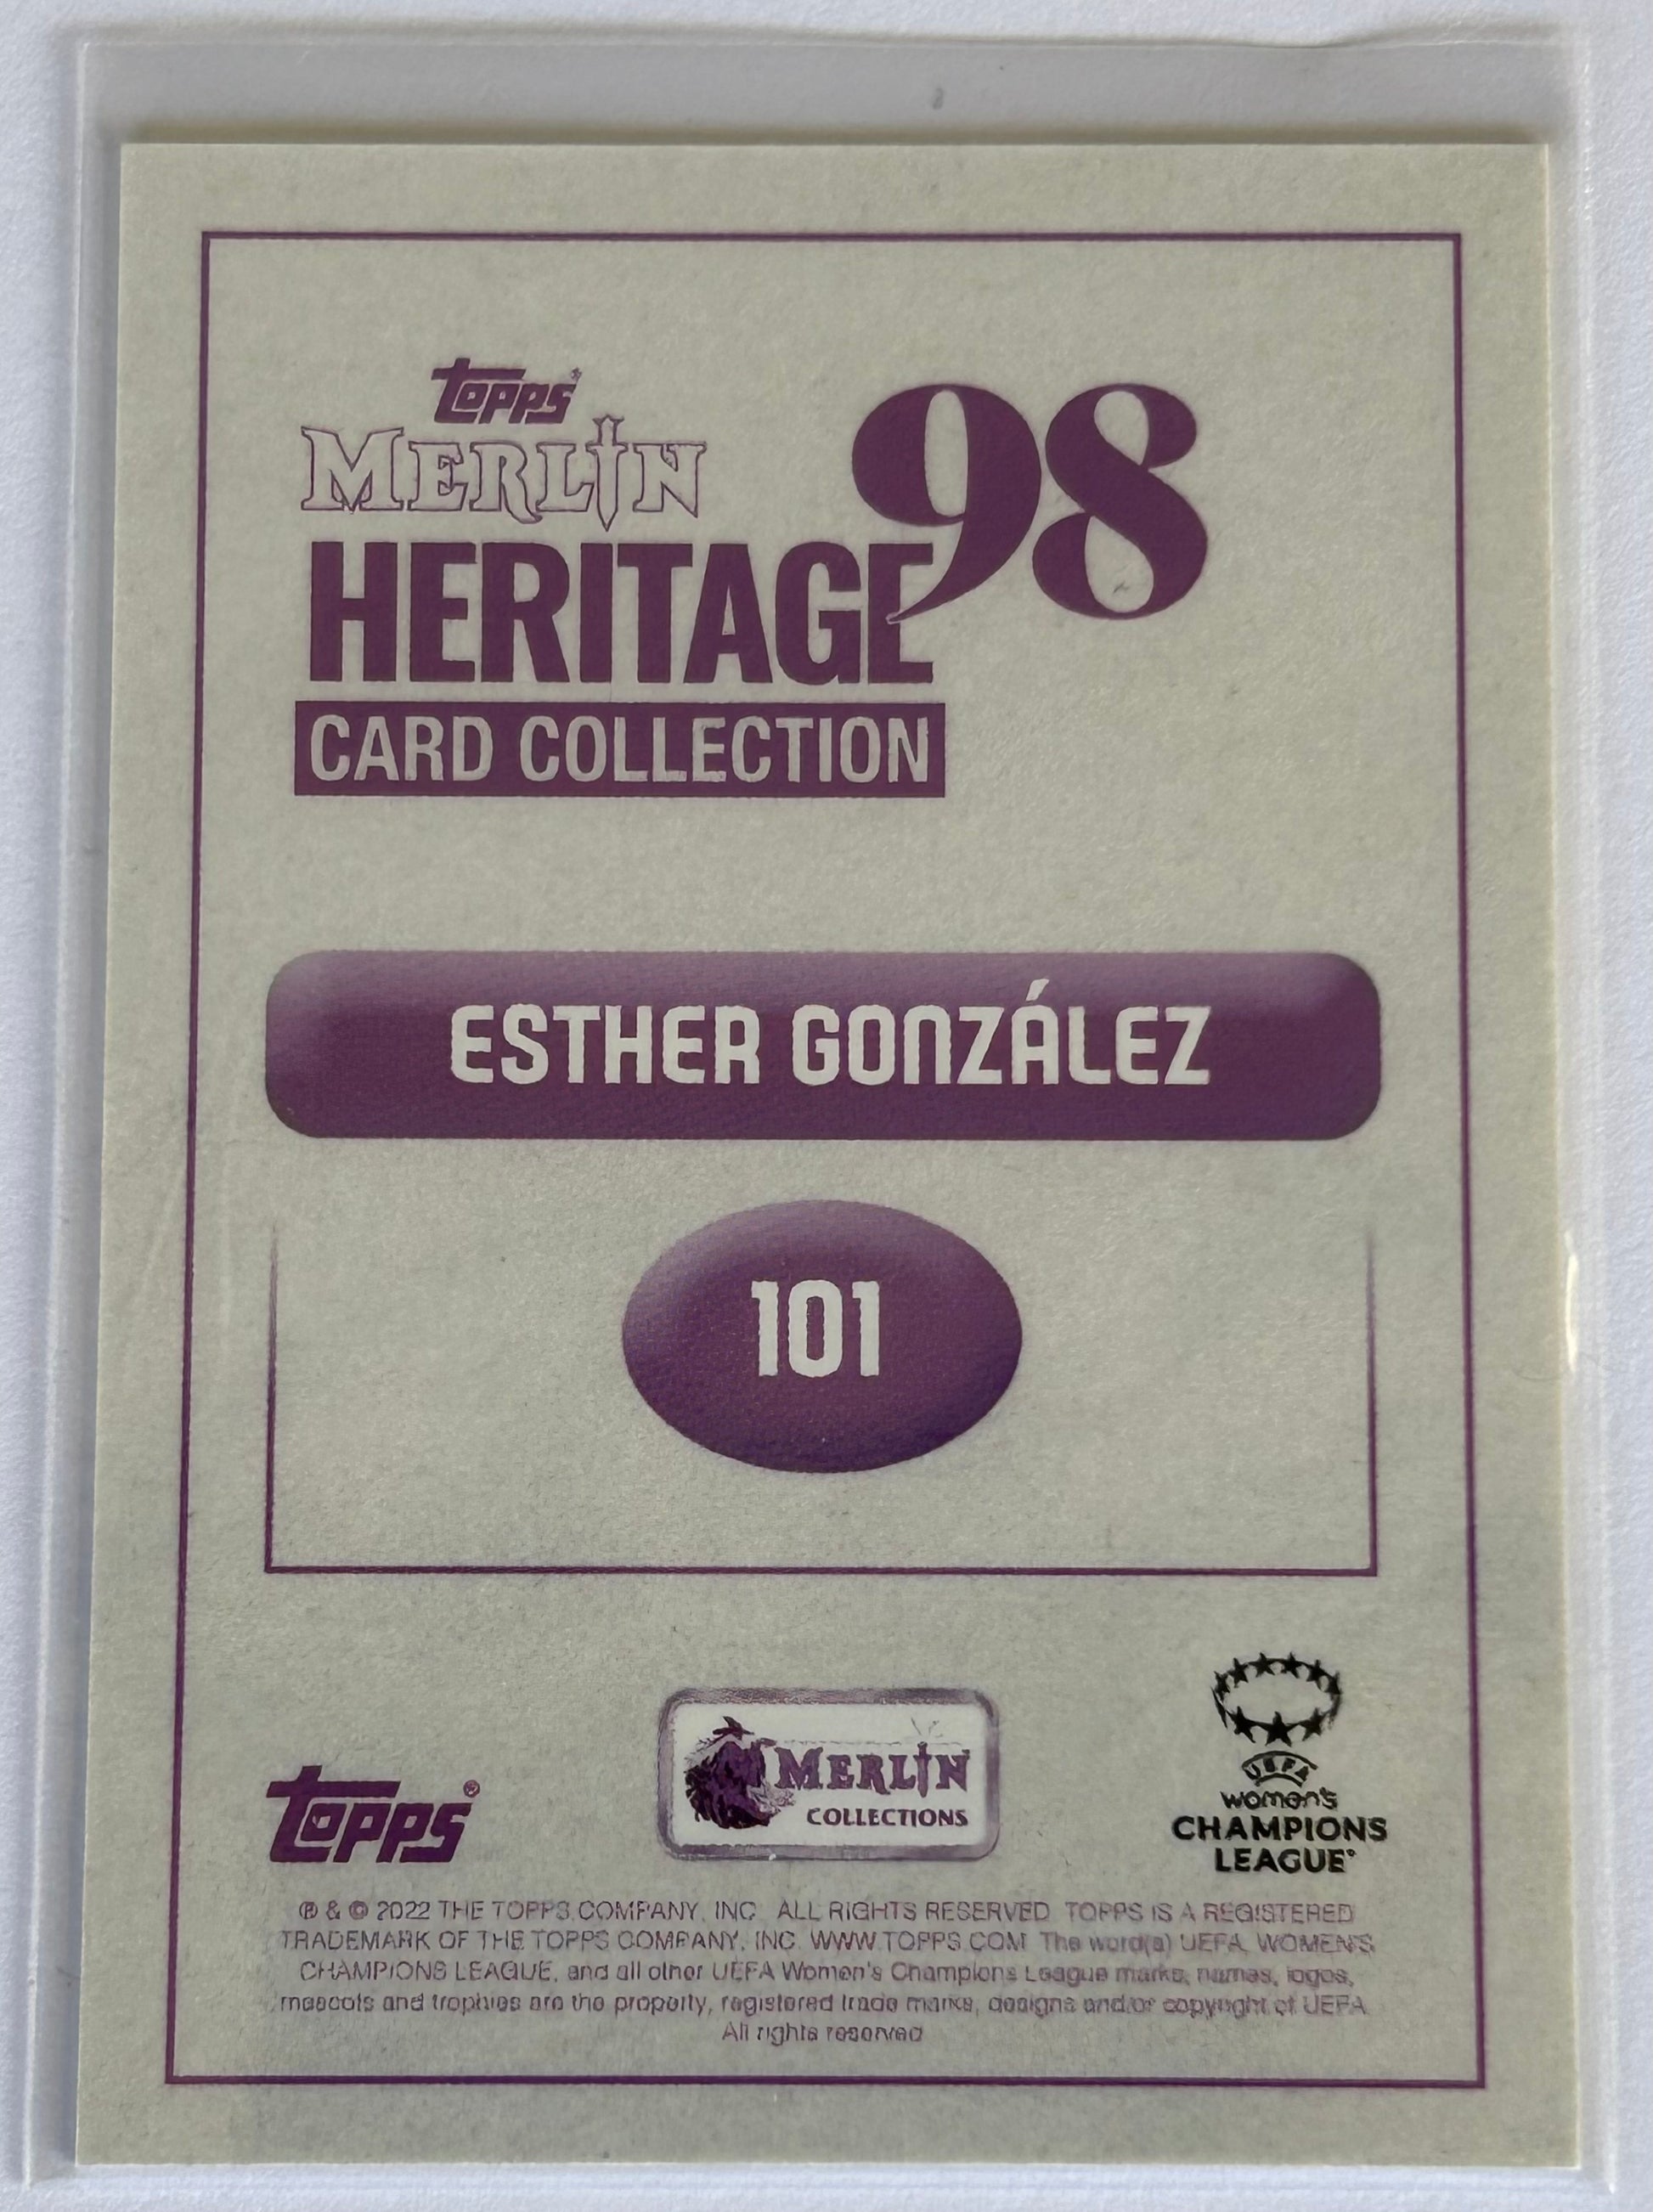 topps
MERLIN
HERITAGE 98
CARD COLLECTION
ESTHER GONZÁLEZ
101
topps®
MERLIN
COLLECTIONS
UEFA
women's
CHAMPIONS
LEAGUE
® & © 2022 THE TOPPS COMPANY, INC. ALL RIGHTS RESERVED. TOPPS IS A REGISTERED
TRADEMARK OF THE TOPPS COMPANY, INC. WWW.TOPPS.COM The word(s) UEFA, WOMEN'S
CHAMPIONS LEAGUE, and all other UEFA Women's Champions League marks, names, logos,
mascots and trophies are the property, registered trade marks, designs and/or copyright of UEFA.
All rights reserved